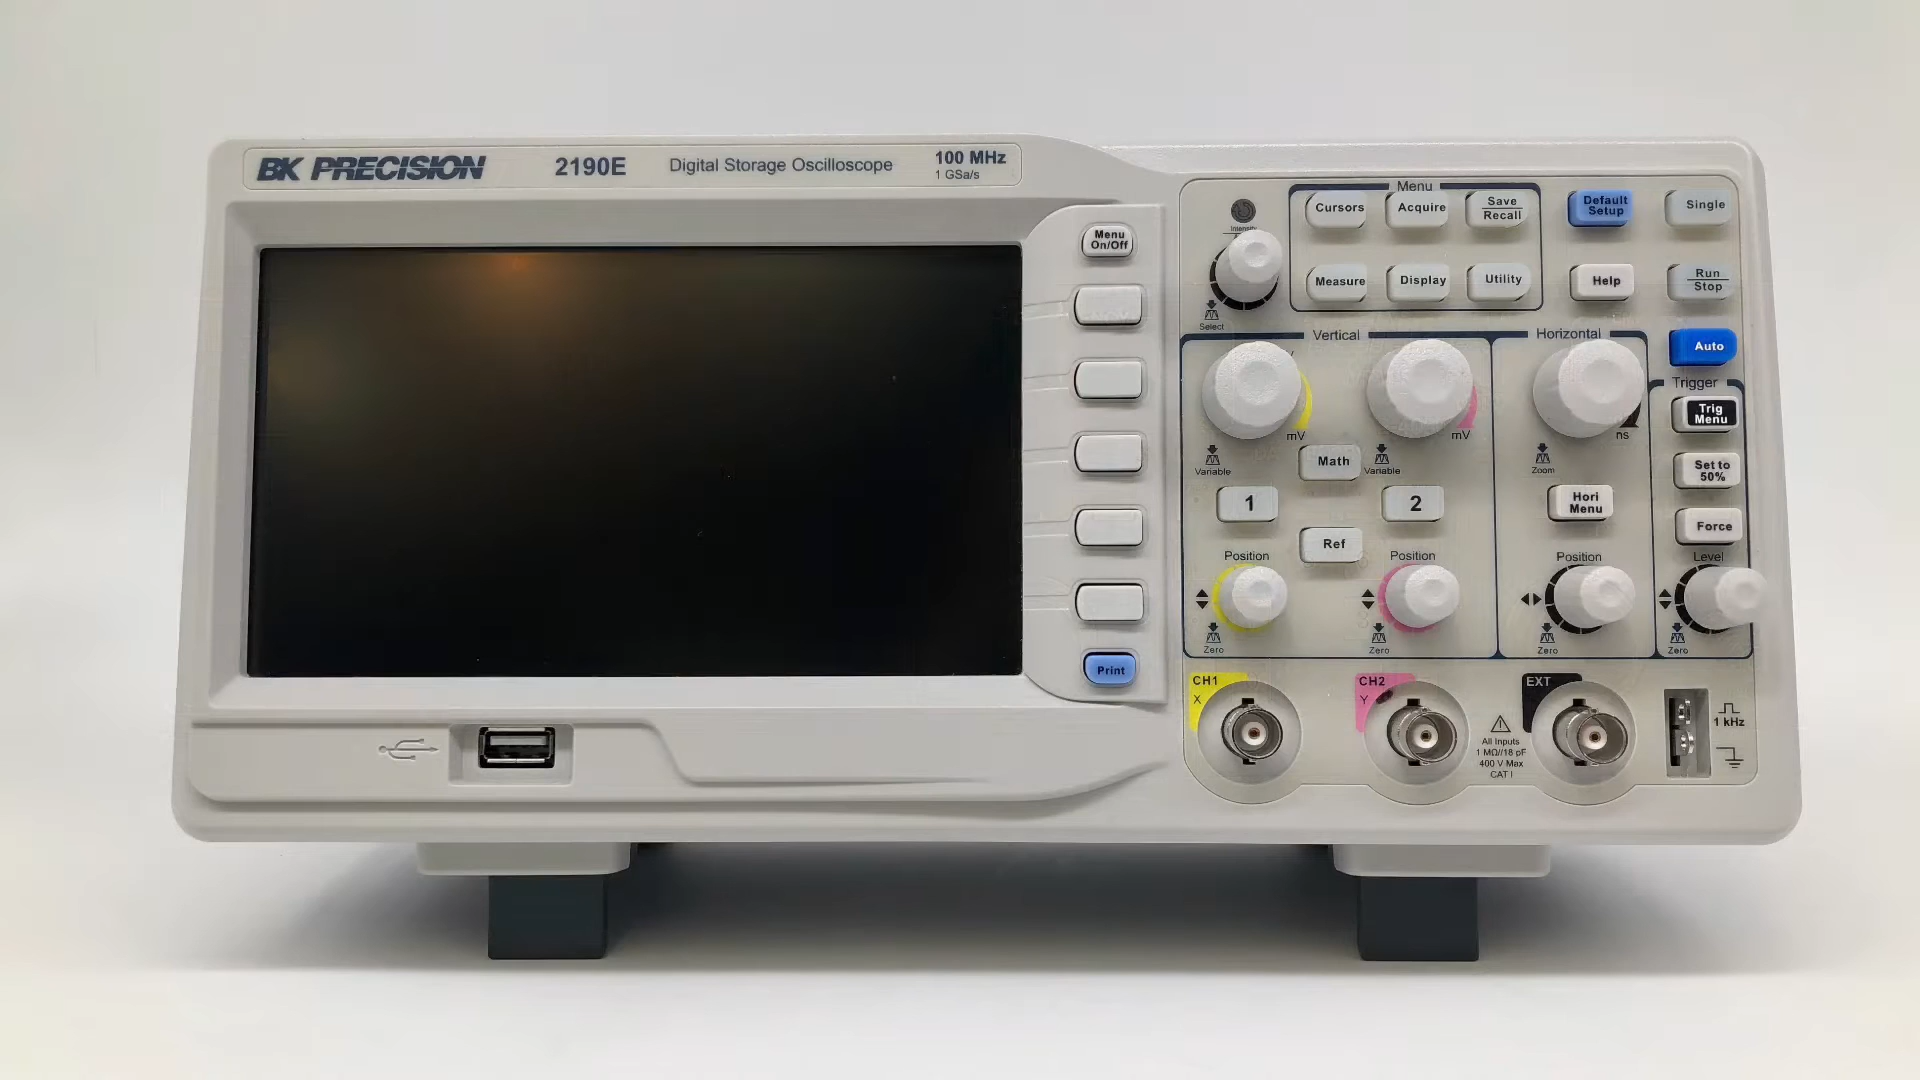 BK PRECISION
2190E
Digital Storage Oscilloscope
100 MHz
1 GSa/s
Menu
On/Off
Print
Intensity
Select
Menu
Cursors
Acquire
Save
Recall
Measure
Display
Utility
Default
Setup
Help
Single
Run
Stop
Auto
Vertical
mV
Variable
Math
mV
Variable
1
2
Ref
Position
Zero
Position
Zero
Horizontal
ns
Zoom
Hori
Menu
Position
Zero
Trigger
Trig
Menu
Set to
50%
Force
Level
Zero
CH1
X
CH2
Y
All Inputs
1 MΩ//18 pF
400 V Max
CAT I
EXT
1 kHz